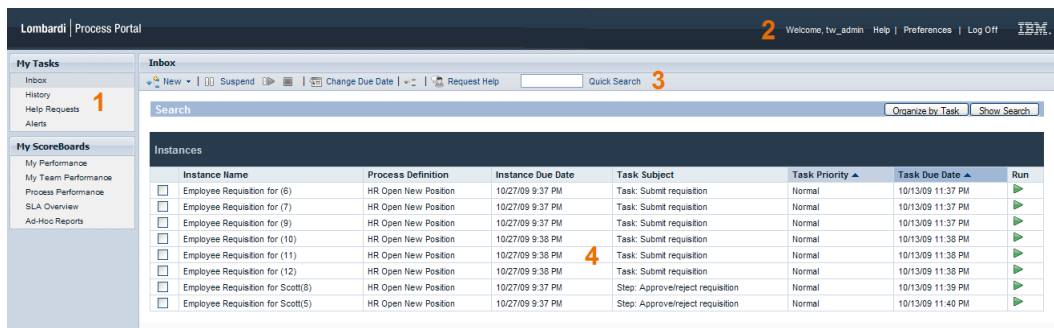 Lombardi Process Portal
2 Welcome, tw_admin Help | Preferences | Log Off IBM.
My Tasks
Inbox
History
Help Requests
Alerts
1
My ScoreBoards
My Performance
My Team Performance
Process Performance
SLA Overview
Ad-Hoc Reports
Inbox
New | Suspend | Change Due Date | | Request Help Quick Search 3
Search Organize by Task Show Search
Instances
Instance Name Process Definition Instance Due Date Task Subject Task Priority Task Due Date Run
Employee Requisition for (6) HR Open New Position 10/27/09 9:37 PM Task: Submit requisition Normal 10/13/09 11:37 PM
Employee Requisition for (7) HR Open New Position 10/27/09 9:37 PM Task: Submit requisition Normal 10/13/09 11:37 PM
Employee Requisition for (9) HR Open New Position 10/27/09 9:37 PM Task: Submit requisition Normal 10/13/09 11:37 PM
Employee Requisition for (10) HR Open New Position 10/27/09 9:38 PM Task: Submit requisition Normal 10/13/09 11:38 PM
Employee Requisition for (11) HR Open New Position 10/27/09 9:38 PM 4 Task: Submit requisition Normal 10/13/09 11:38 PM
Employee Requisition for (12) HR Open New Position 10/27/09 9:38 PM Task: Submit requisition Normal 10/13/09 11:38 PM
Employee Requisition for Scott(8) HR Open New Position 10/27/09 9:37 PM Step: Approve/reject requisition Normal 10/13/09 11:39 PM
Employee Requisition for Scott(5) HR Open New Position 10/27/09 9:37 PM Step: Approve/reject requisition Normal 10/13/09 11:40 PM